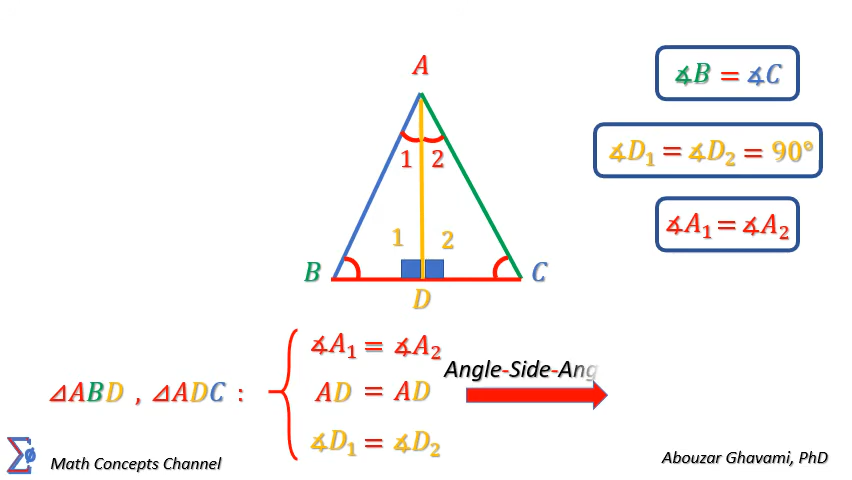 A
∡B = ∡C
∡D₁ = ∡D₂ = 90°
1 2
∡A₁ = ∡A₂
1 2
B C
D
∡A₁ = ∡A₂
Angle-Side-Ang
⊿ABD , ⊿ADC : AD = AD
∡D₁ = ∡D₂
Math Concepts Channel
Abouzar Ghavami, PhD